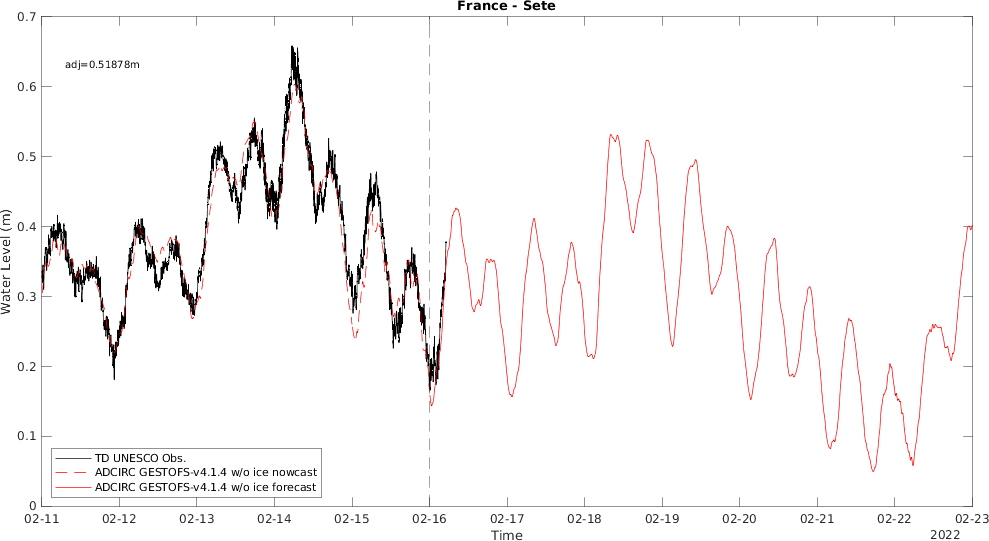 France - Sete
adj=0.51878m
Water Level (m)
0.7
0.6
0.5
0.4
0.3
0.2
0.1
0
TD UNESCO Obs.
ADCIRC GESTOFS-v4.1.4 w/o ice nowcast
ADCIRC GESTOFS-v4.1.4 w/o ice forecast
02-11 02-12 02-13 02-14 02-15 02-16 02-17 02-18 02-19 02-20 02-21 02-22 02-23
Time
2022